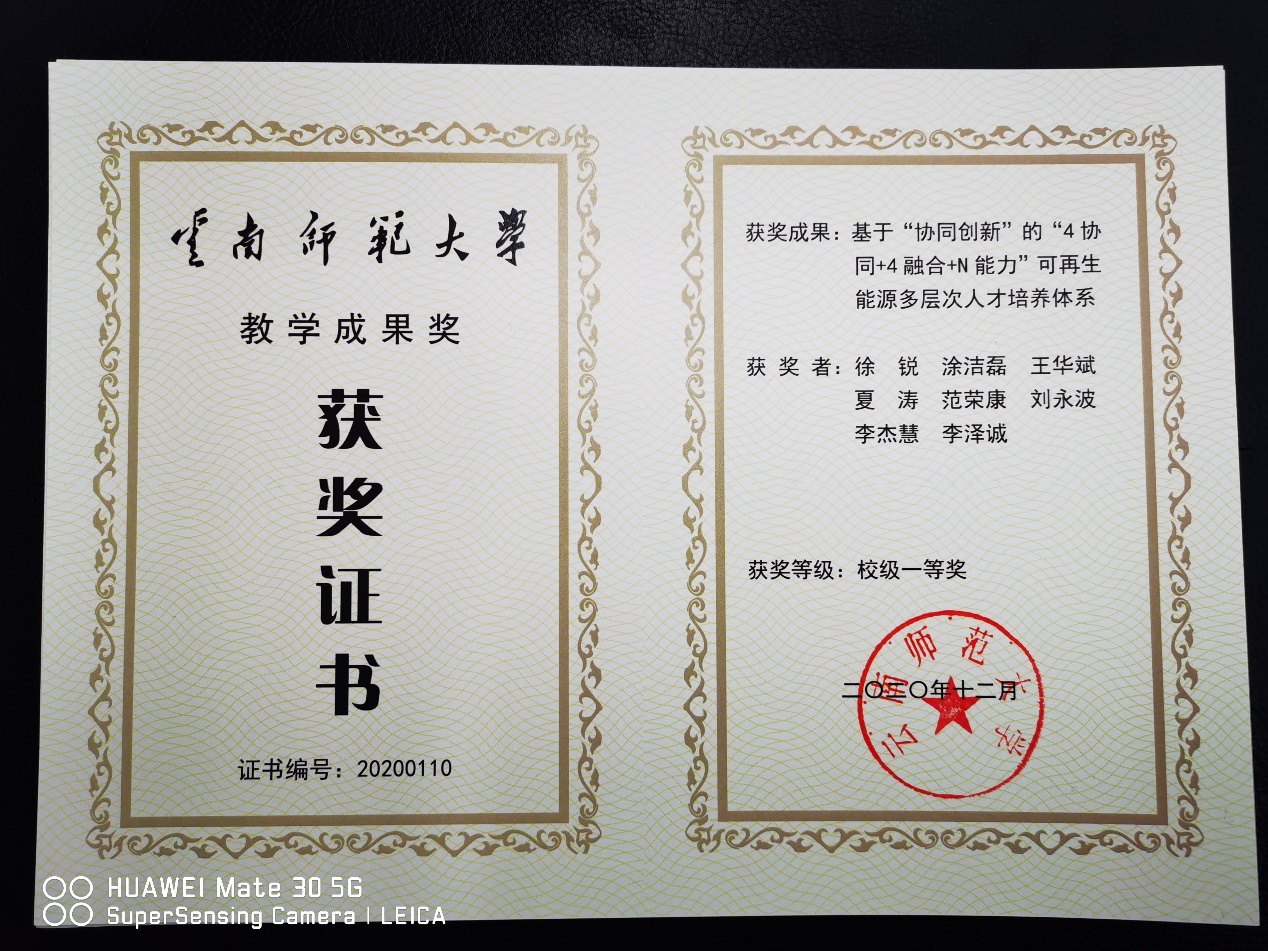 云南师範大學
教学成果奖
获
奖
证
书
证书编号：20200110
获奖成果：基于“协同创新”的“4协
同+4融合+N能力”可再生
能源多层次人才培养体系
获奖者：徐锐 涂洁磊 王华斌
夏涛 范荣康 刘永波
李杰慧 李泽诚
获奖等级：校级一等奖
二〇二〇年十二月
云南师范大学
HUAWEI Mate 30 5G
SuperSensing Camera | LEICA